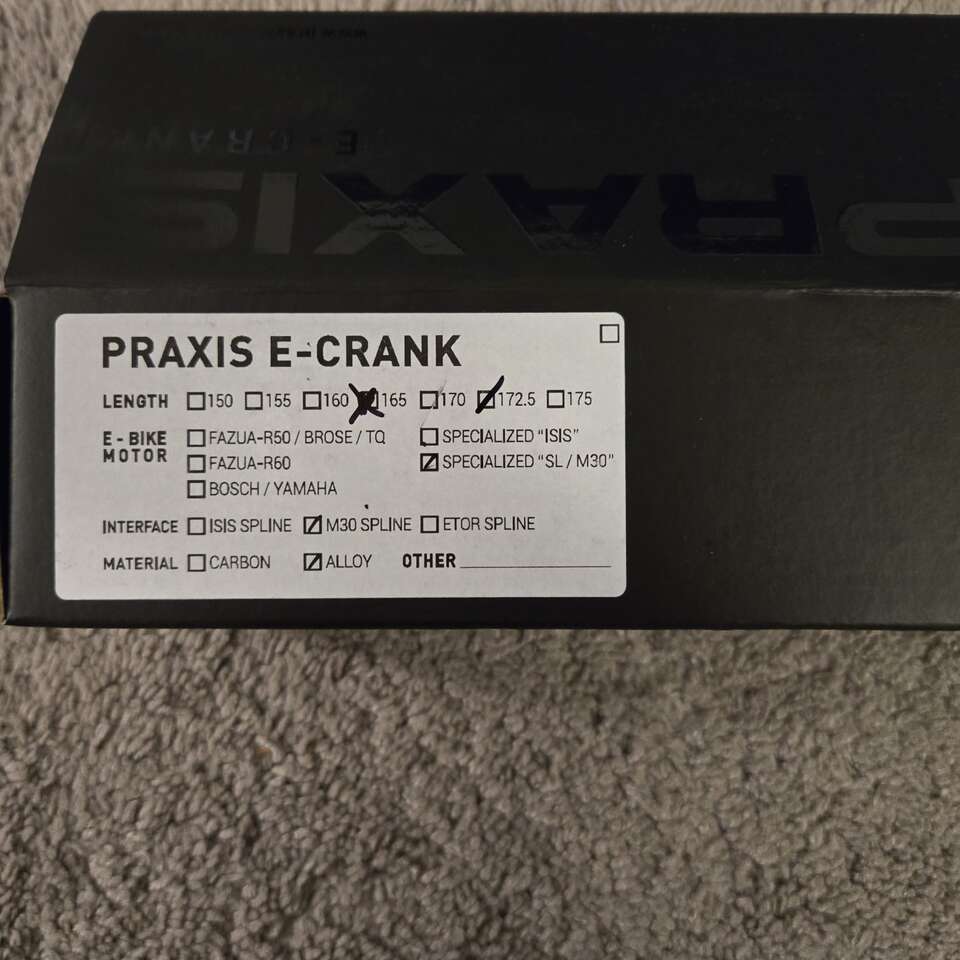 PRAXIS
E-CRANK
PRAXIS E-CRANK
LENGTH 150 155 160 165 170 172.5 175
E-BIKE MOTOR FAZUA-R50 / BROSE / TQ SPECIALIZED "ISIS"
FAZUA-R60 SPECIALIZED "SL / M30"
BOSCH / YAMAHA
INTERFACE ISIS SPLINE M30 SPLINE ETOR SPLINE
MATERIAL CARBON ALLOY OTHER